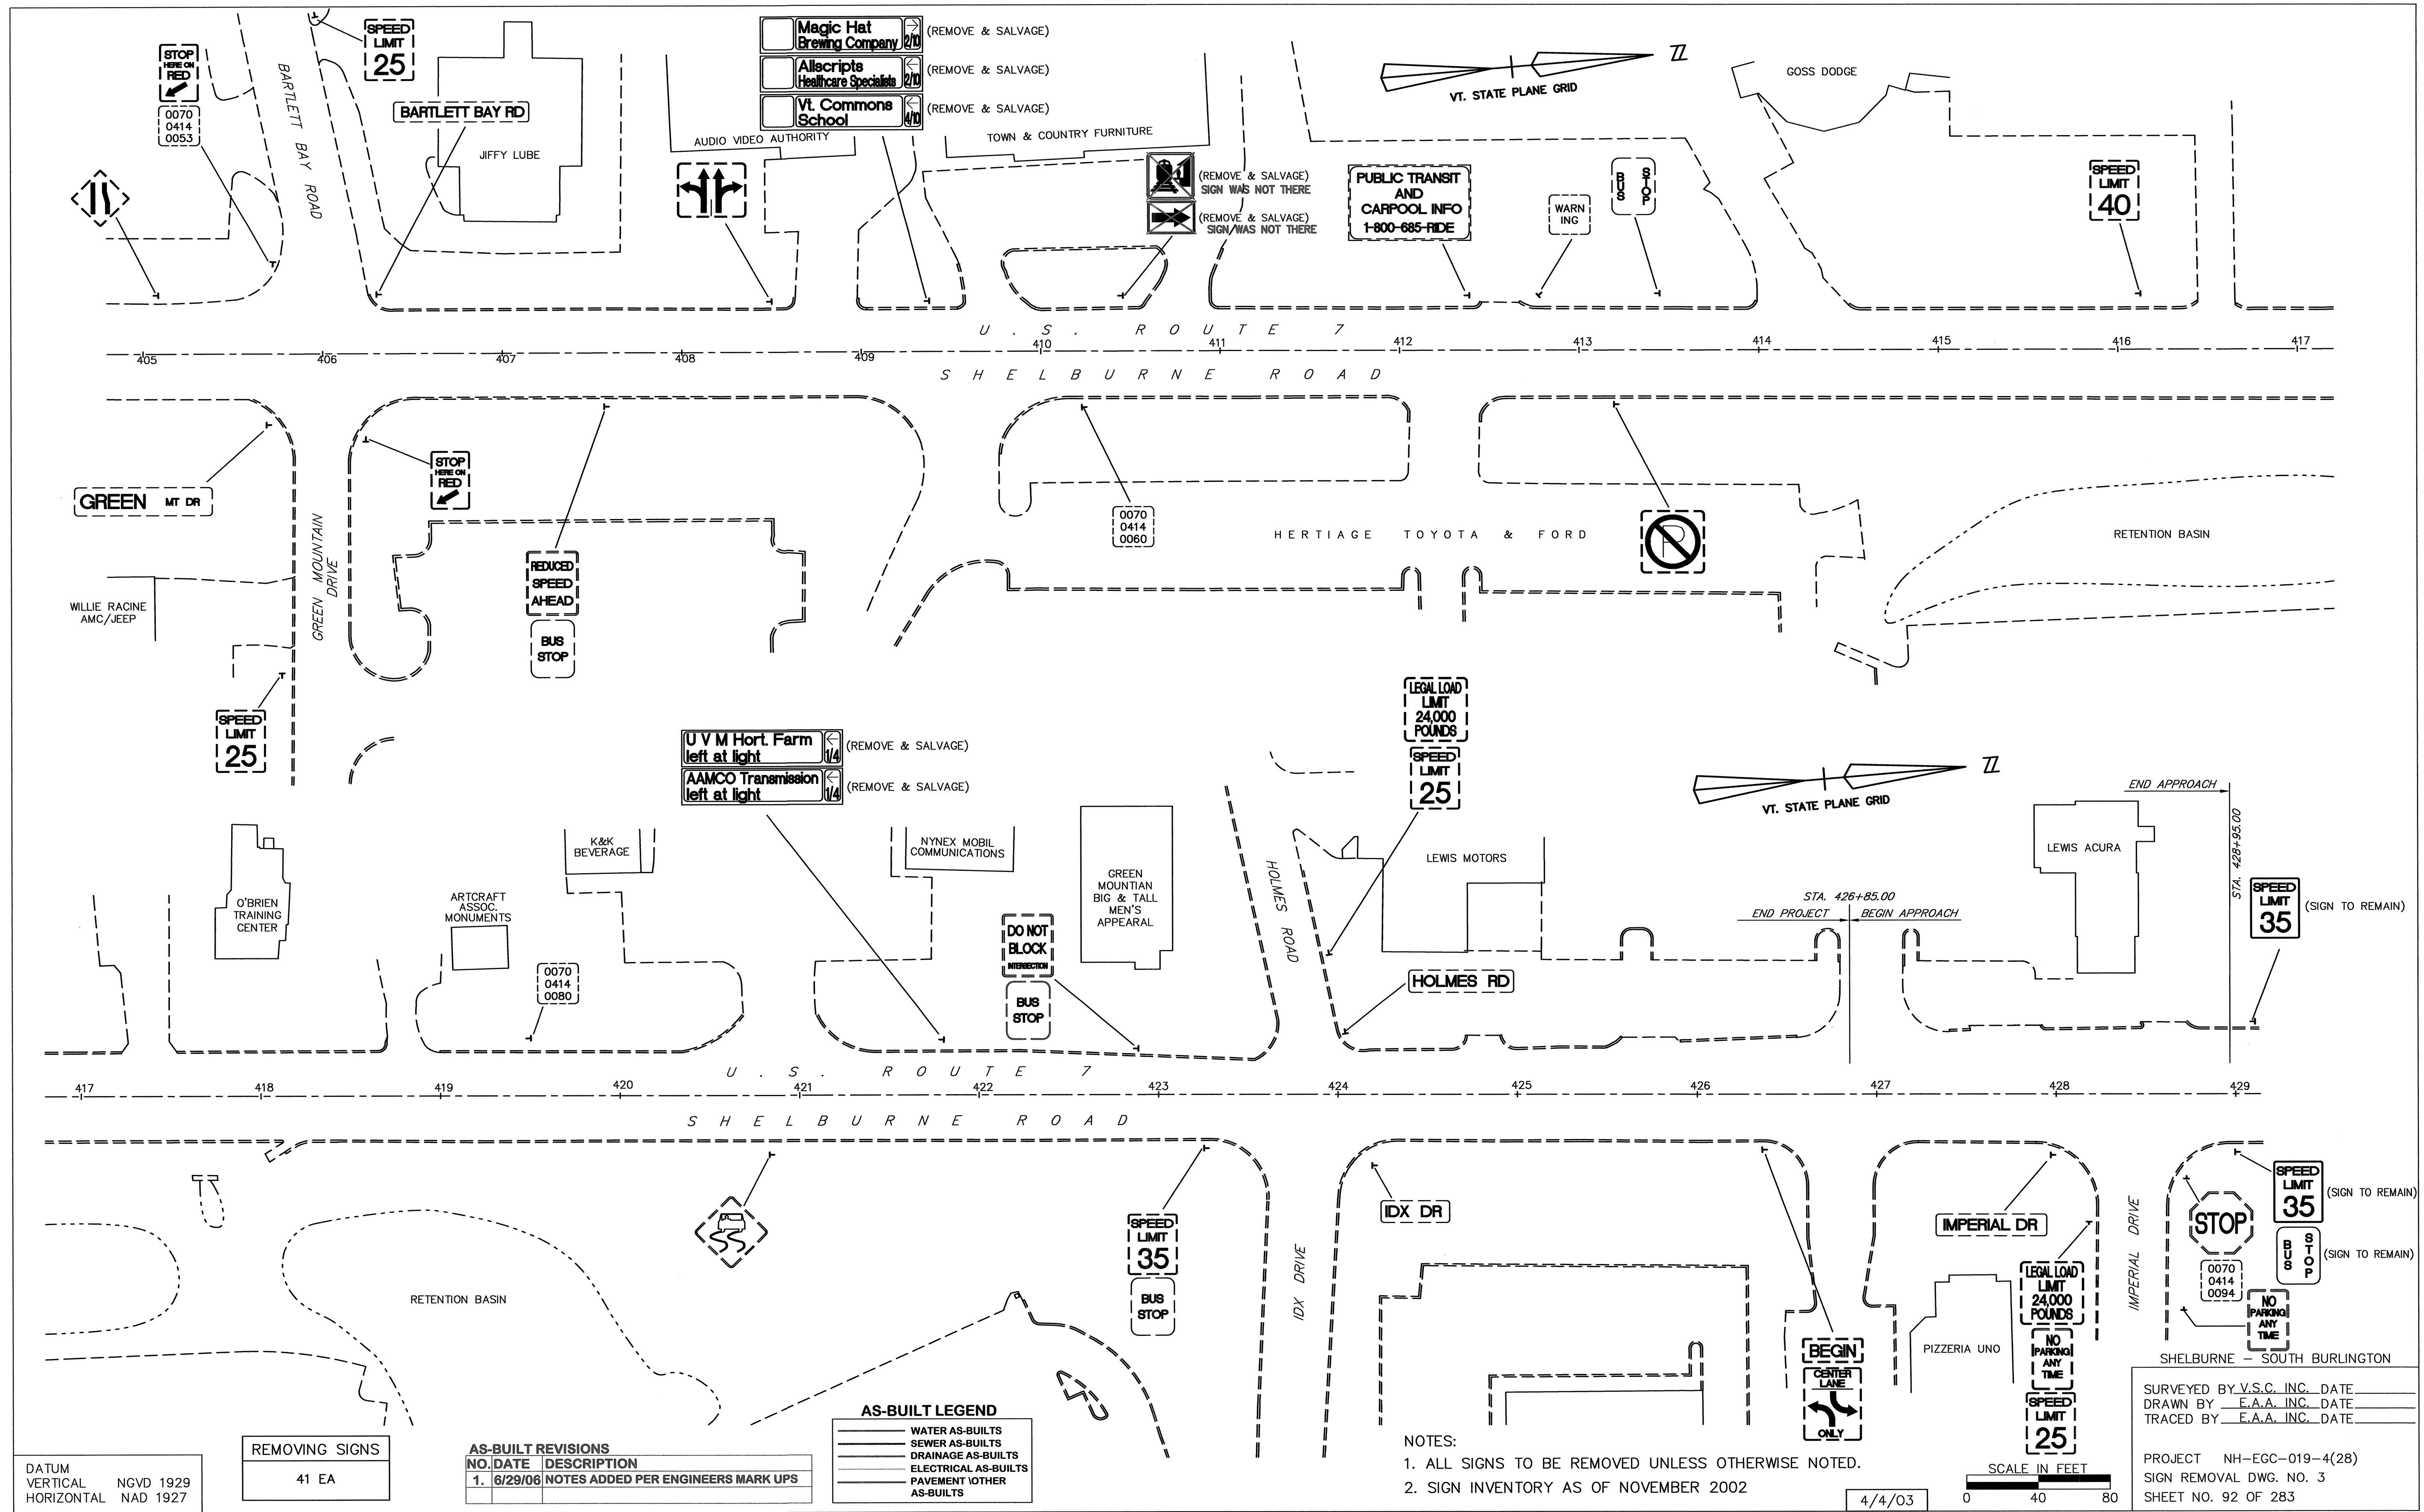 STOP
HERE ON
RED
0070
0414
0053
BARTLETT BAY ROAD
SPEED
LIMIT
25
BARTLETT BAY RD
JIFFY LUBE
Magic Hat
Brewing Company 2/10 (REMOVE & SALVAGE)
Allscripts
Healthcare Specialists 2/10 (REMOVE & SALVAGE)
Vt. Commons
School 4/10 (REMOVE & SALVAGE)
AUDIO VIDEO AUTHORITY
TOWN & COUNTRY FURNITURE
(REMOVE & SALVAGE)
SIGN WAS NOT THERE
(REMOVE & SALVAGE)
SIGN WAS NOT THERE
VT. STATE PLANE GRID
Z
PUBLIC TRANSIT
AND
CARPOOL INFO
1-800-685-RIDE
WARN
ING
BUS STOP
GOSS DODGE
SPEED
LIMIT
40
U.S. ROUTE 7
405 406 407 408 409 410 411 412 413 414 415 416 417
SHELBURNE ROAD
GREEN MT DR
GREEN MOUNTAIN
DRIVE
STOP
HERE ON
RED
REDUCED
SPEED
AHEAD
BUS
STOP
0070
0414
0060
HERTIAGE TOYOTA & FORD
P
RETENTION BASIN
WILLIE RACINE
AMC/JEEP
SPEED
LIMIT
25
U V M Hort. Farm
left at light 1/4 (REMOVE & SALVAGE)
AAMCO Transmission
left at light 1/4 (REMOVE & SALVAGE)
LEGAL LOAD
LIMIT
24,000
POUNDS
SPEED
LIMIT
25
VT. STATE PLANE GRID
Z
END APPROACH
STA. 428+95.00
O'BRIEN
TRAINING
CENTER
ARTCRAFT
ASSOC.
MONUMENTS
K&K
BEVERAGE
0070
0414
0080
NYNEX MOBIL
COMMUNICATIONS
DO NOT
BLOCK
INTERSECTION
BUS
STOP
GREEN
MOUNTIAN
BIG & TALL
MEN'S
APPEARAL
HOLMES ROAD
LEWIS MOTORS
HOLMES RD
STA. 426+85.00
END PROJECT BEGIN APPROACH
LEWIS ACURA
SPEED
LIMIT
35
(SIGN TO REMAIN)
U.S. ROUTE 7
417 418 419 420 421 422 423 424 425 426 427 428 429
SHELBURNE ROAD
RETENTION BASIN
SPEED
LIMIT
35
BUS
STOP
IDX DRIVE
IDX DR
BEGIN
CENTER
LANE
ONLY
PIZZERIA UNO
IMPERIAL DR
LEGAL LOAD
LIMIT
24,000
POUNDS
NO
PARKING
ANY
TIME
SPEED
LIMIT
25
IMPERIAL DRIVE
STOP
0070
0414
0094
NO
PARKING
ANY
TIME
SPEED
LIMIT
35
(SIGN TO REMAIN)
BUS STOP
(SIGN TO REMAIN)
DATUM
VERTICAL NGVD 1929
HORIZONTAL NAD 1927
REMOVING SIGNS
41 EA
AS-BUILT REVISIONS
NO. DATE DESCRIPTION
1. 6/29/06 NOTES ADDED PER ENGINEERS MARK UPS
AS-BUILT LEGEND
WATER AS-BUILTS
SEWER AS-BUILTS
DRAINAGE AS-BUILTS
ELECTRICAL AS-BUILTS
PAVEMENT \OTHER
AS-BUILTS
NOTES:
1. ALL SIGNS TO BE REMOVED UNLESS OTHERWISE NOTED.
2. SIGN INVENTORY AS OF NOVEMBER 2002
4/4/03
SCALE IN FEET
0 40 80
SHELBURNE – SOUTH BURLINGTON
SURVEYED BY V.S.C. INC. DATE
DRAWN BY E.A.A. INC. DATE
TRACED BY E.A.A. INC. DATE
PROJECT NH-EGC-019-4(28)
SIGN REMOVAL DWG. NO. 3
SHEET NO. 92 OF 283